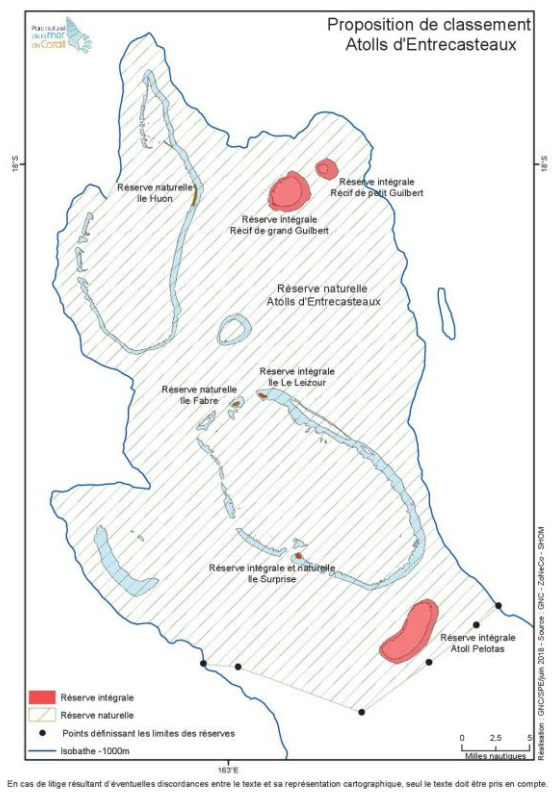 Parc naturel
de la mer
de Corail
Proposition de classement
Atolls d'Entrecasteaux
18°S
18°S
Réserve naturelle
Ile Huon
Réserve intégrale
Récif de petit Guilbert
Réserve intégrale
Récif de grand Guilbert
Réserve naturelle
Atolls d'Entrecasteaux
Réserve intégrale
Ile Le Leizour
Réserve naturelle
Ile Fabre
Réserve intégrale et naturelle
Ile Surprise
Réserve intégrale
Atoll Pelotas
Réserve intégrale
Réserve naturelle
Points définissant les limites des réserves
Isobathe -1000m
0 2,5 5
Milles nautiques
163°E
Réalisation : GNC/SPE/juin 2018 - Source : GNC - ZoNéCo - SHOM
En cas de litige résultant d'éventuelles discordances entre le texte et sa représentation cartographique, seul le texte doit être pris en compte.